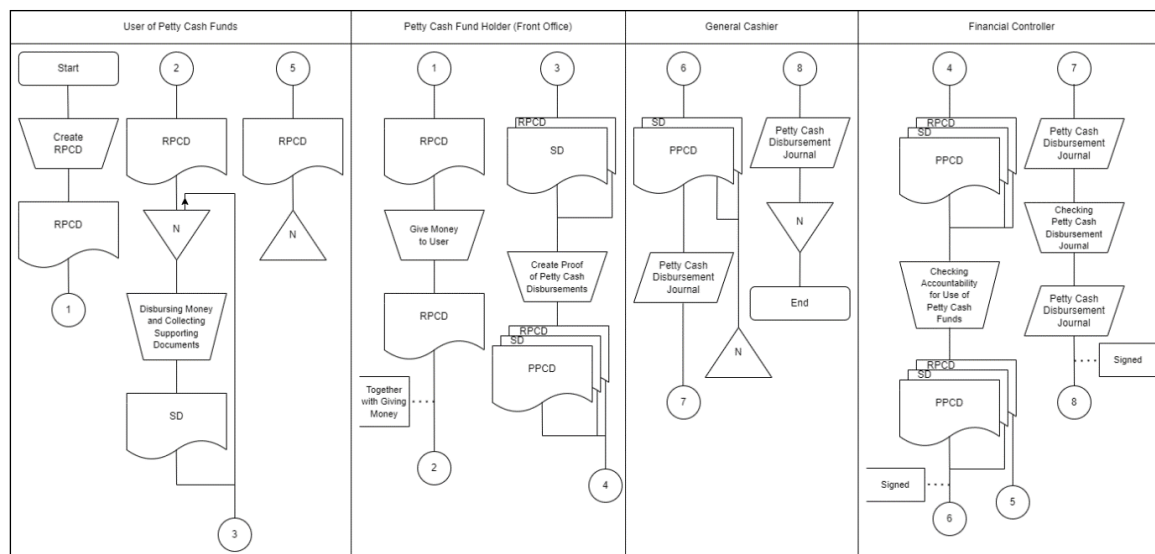 User of Petty Cash Funds
Start
Create
RPCD
RPCD
1
2
RPCD
N
Disbursing Money
and Collecting
Supporting
Documents
SD
3
5
RPCD
N
Petty Cash Fund Holder (Front Office)
1
RPCD
Give Money
to User
RPCD
Together
with Giving
Money
2
3
RPCD
SD
Create Proof
of Petty Cash
Disbursements
RPCD
SD
PPCD
4
General Cashier
6
SD
PPCD
Petty Cash
Disbursement
Journal
N
7
8
Petty Cash
Disbursement
Journal
N
End
Financial Controller
4
RPCD
SD
PPCD
Checking
Accountability
for Use of
Petty Cash
Funds
RPCD
SD
PPCD
Signed
6
5
7
Petty Cash
Disbursement
Journal
Checking
Petty Cash
Disbursement
Journal
Petty Cash
Disbursement
Journal
Signed
8